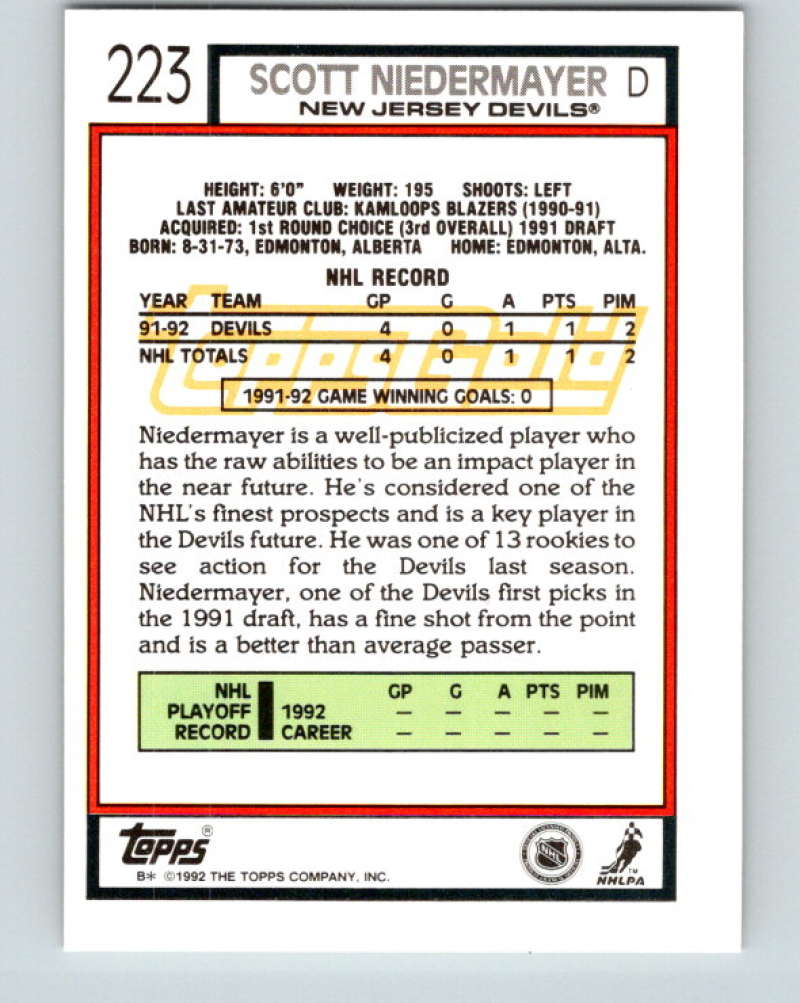 223 SCOTT NIEDERMAYER D
NEW JERSEY DEVILS®
HEIGHT: 6'0" WEIGHT: 195 SHOOTS: LEFT
LAST AMATEUR CLUB: KAMLOOPS BLAZERS (1990-91)
ACQUIRED: 1st ROUND CHOICE (3rd OVERALL) 1991 DRAFT
BORN: 8-31-73, EDMONTON, ALBERTA HOME: EDMONTON, ALTA.
NHL RECORD
YEAR TEAM GP G A PTS PIM
91-92 DEVILS 4 0 1 1 2
NHL TOTALS 4 0 1 1 2
ToppsGold
1991-92 GAME WINNING GOALS: 0
Niedermayer is a well-publicized player who
has the raw abilities to be an impact player in
the near future. He's considered one of the
NHL's finest prospects and is a key player in
the Devils future. He was one of 13 rookies to
see action for the Devils last season.
Niedermayer, one of the Devils first picks in
the 1991 draft, has a fine shot from the point
and is a better than average passer.
NHL GP G A PTS PIM
PLAYOFF 1992 — — — — —
RECORD CAREER — — — — —
TOPPS®
B* ©1992 THE TOPPS COMPANY, INC.
NHL
TM
NHLPA